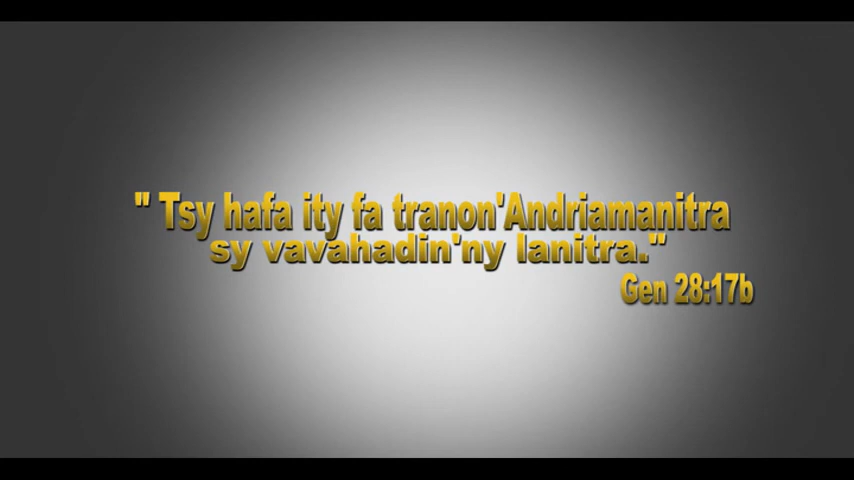 " Tsy hafa ity fa tranon'Andriamanitra
sy vavahadin'ny lanitra."
Gen 28:17b